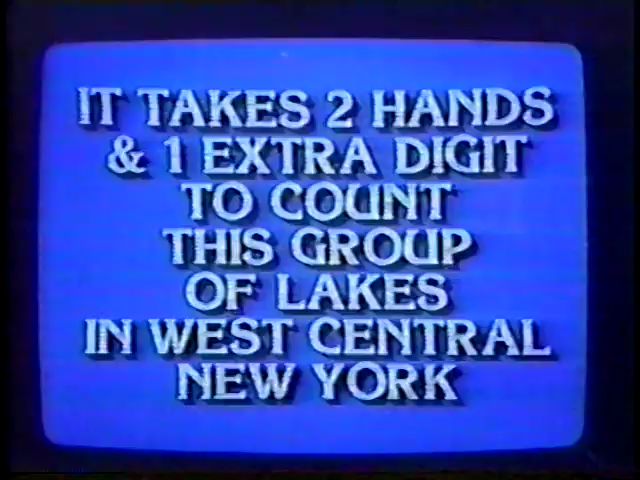 IT TAKES 2 HANDS
& 1 EXTRA DIGIT
TO COUNT
THIS GROUP
OF LAKES
IN WEST CENTRAL
NEW YORK